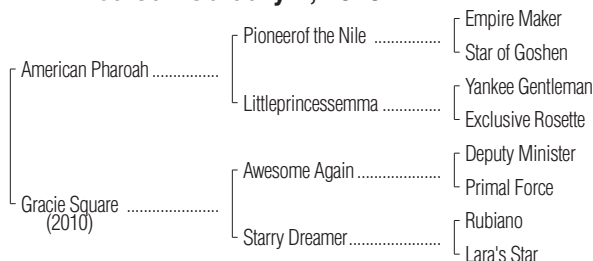 Pioneerof the Nile ................
Empire Maker
Star of Goshen
American Pharoah ................
Littleprincessemma ..............
Yankee Gentleman
Exclusive Rosette
Awesome Again ....................
Deputy Minister
Primal Force
Gracie Square ......................
(2010)
Starry Dreamer......................
Rubiano
Lara's Star